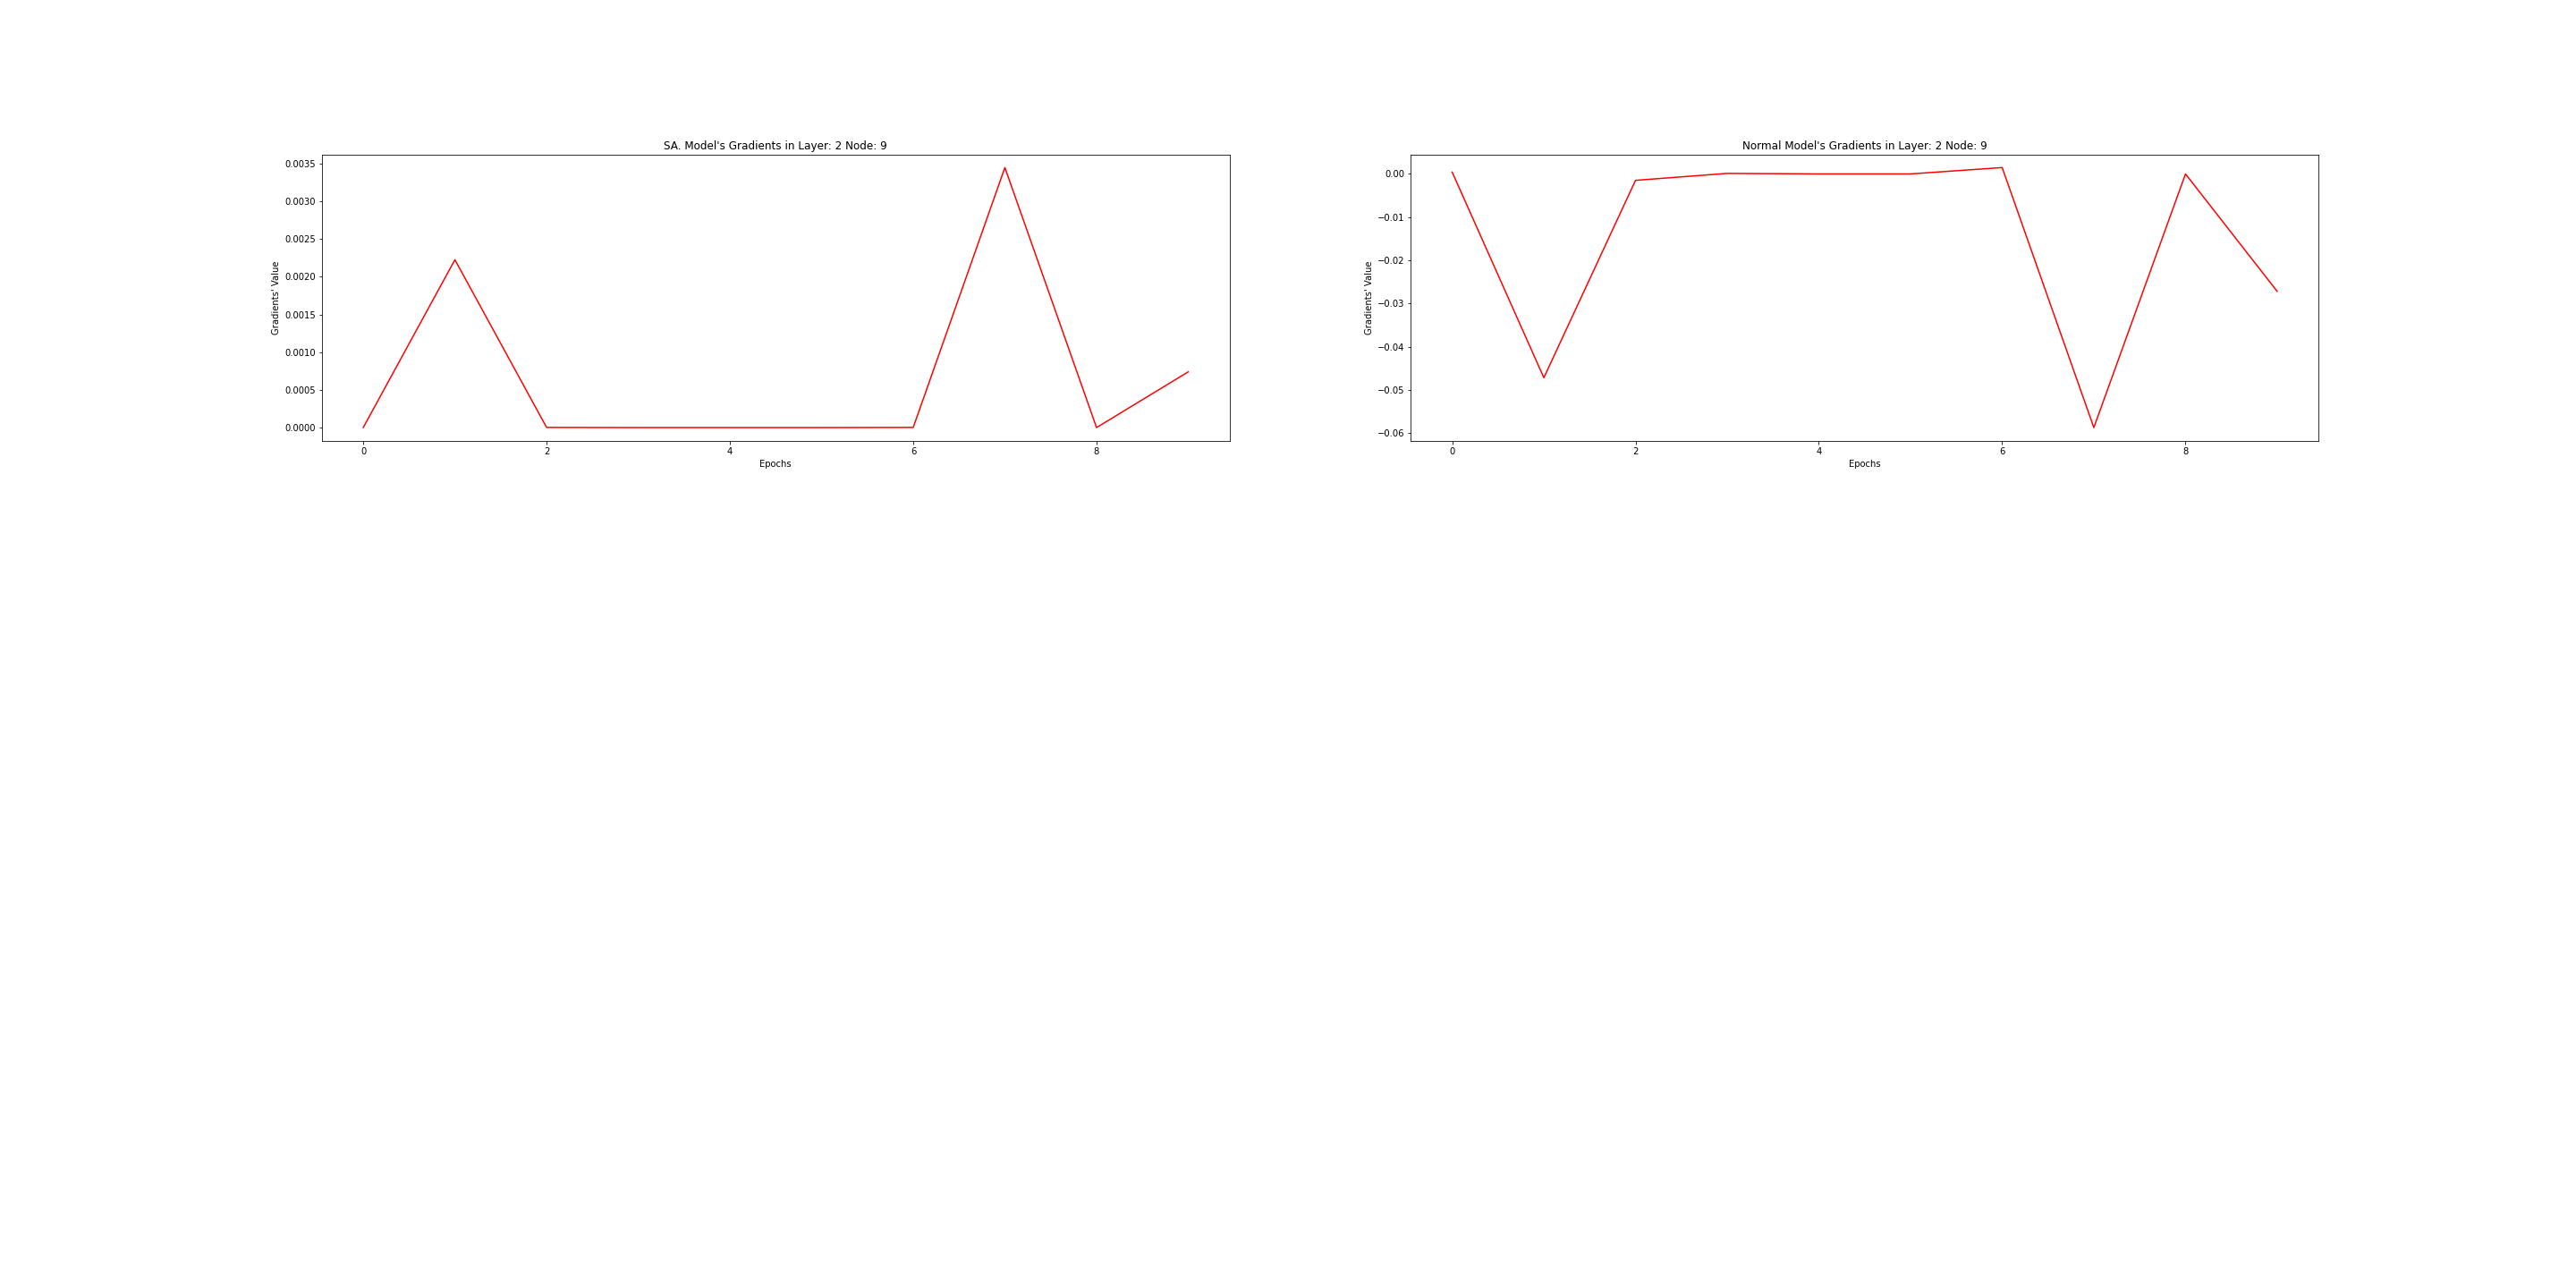 SA. Model's Gradients in Layer: 2 Node: 9
Gradients' Value
0.0035
0.0030
0.0025
0.0020
0.0015
0.0010
0.0005
0.0000
0 2 4 6 8
Epochs
Normal Model's Gradients in Layer: 2 Node: 9
Gradients' Value
0.00
−0.01
−0.02
−0.03
−0.04
−0.05
−0.06
0 2 4 6 8
Epochs